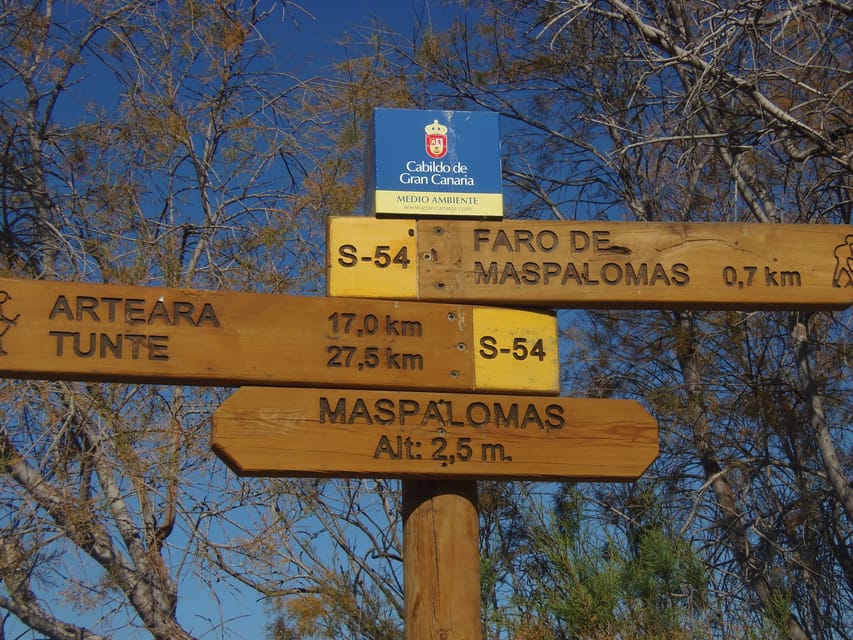 Cabildo de
Gran Canaria
MEDIO AMBIENTE
www.grancanaria.com
S-54
FARO DE
MASPALOMAS 0,7 km
ARTEARA 17,0 km
TUNTE 27,5 km
S-54
MASPALOMAS
Alt: 2,5 m.